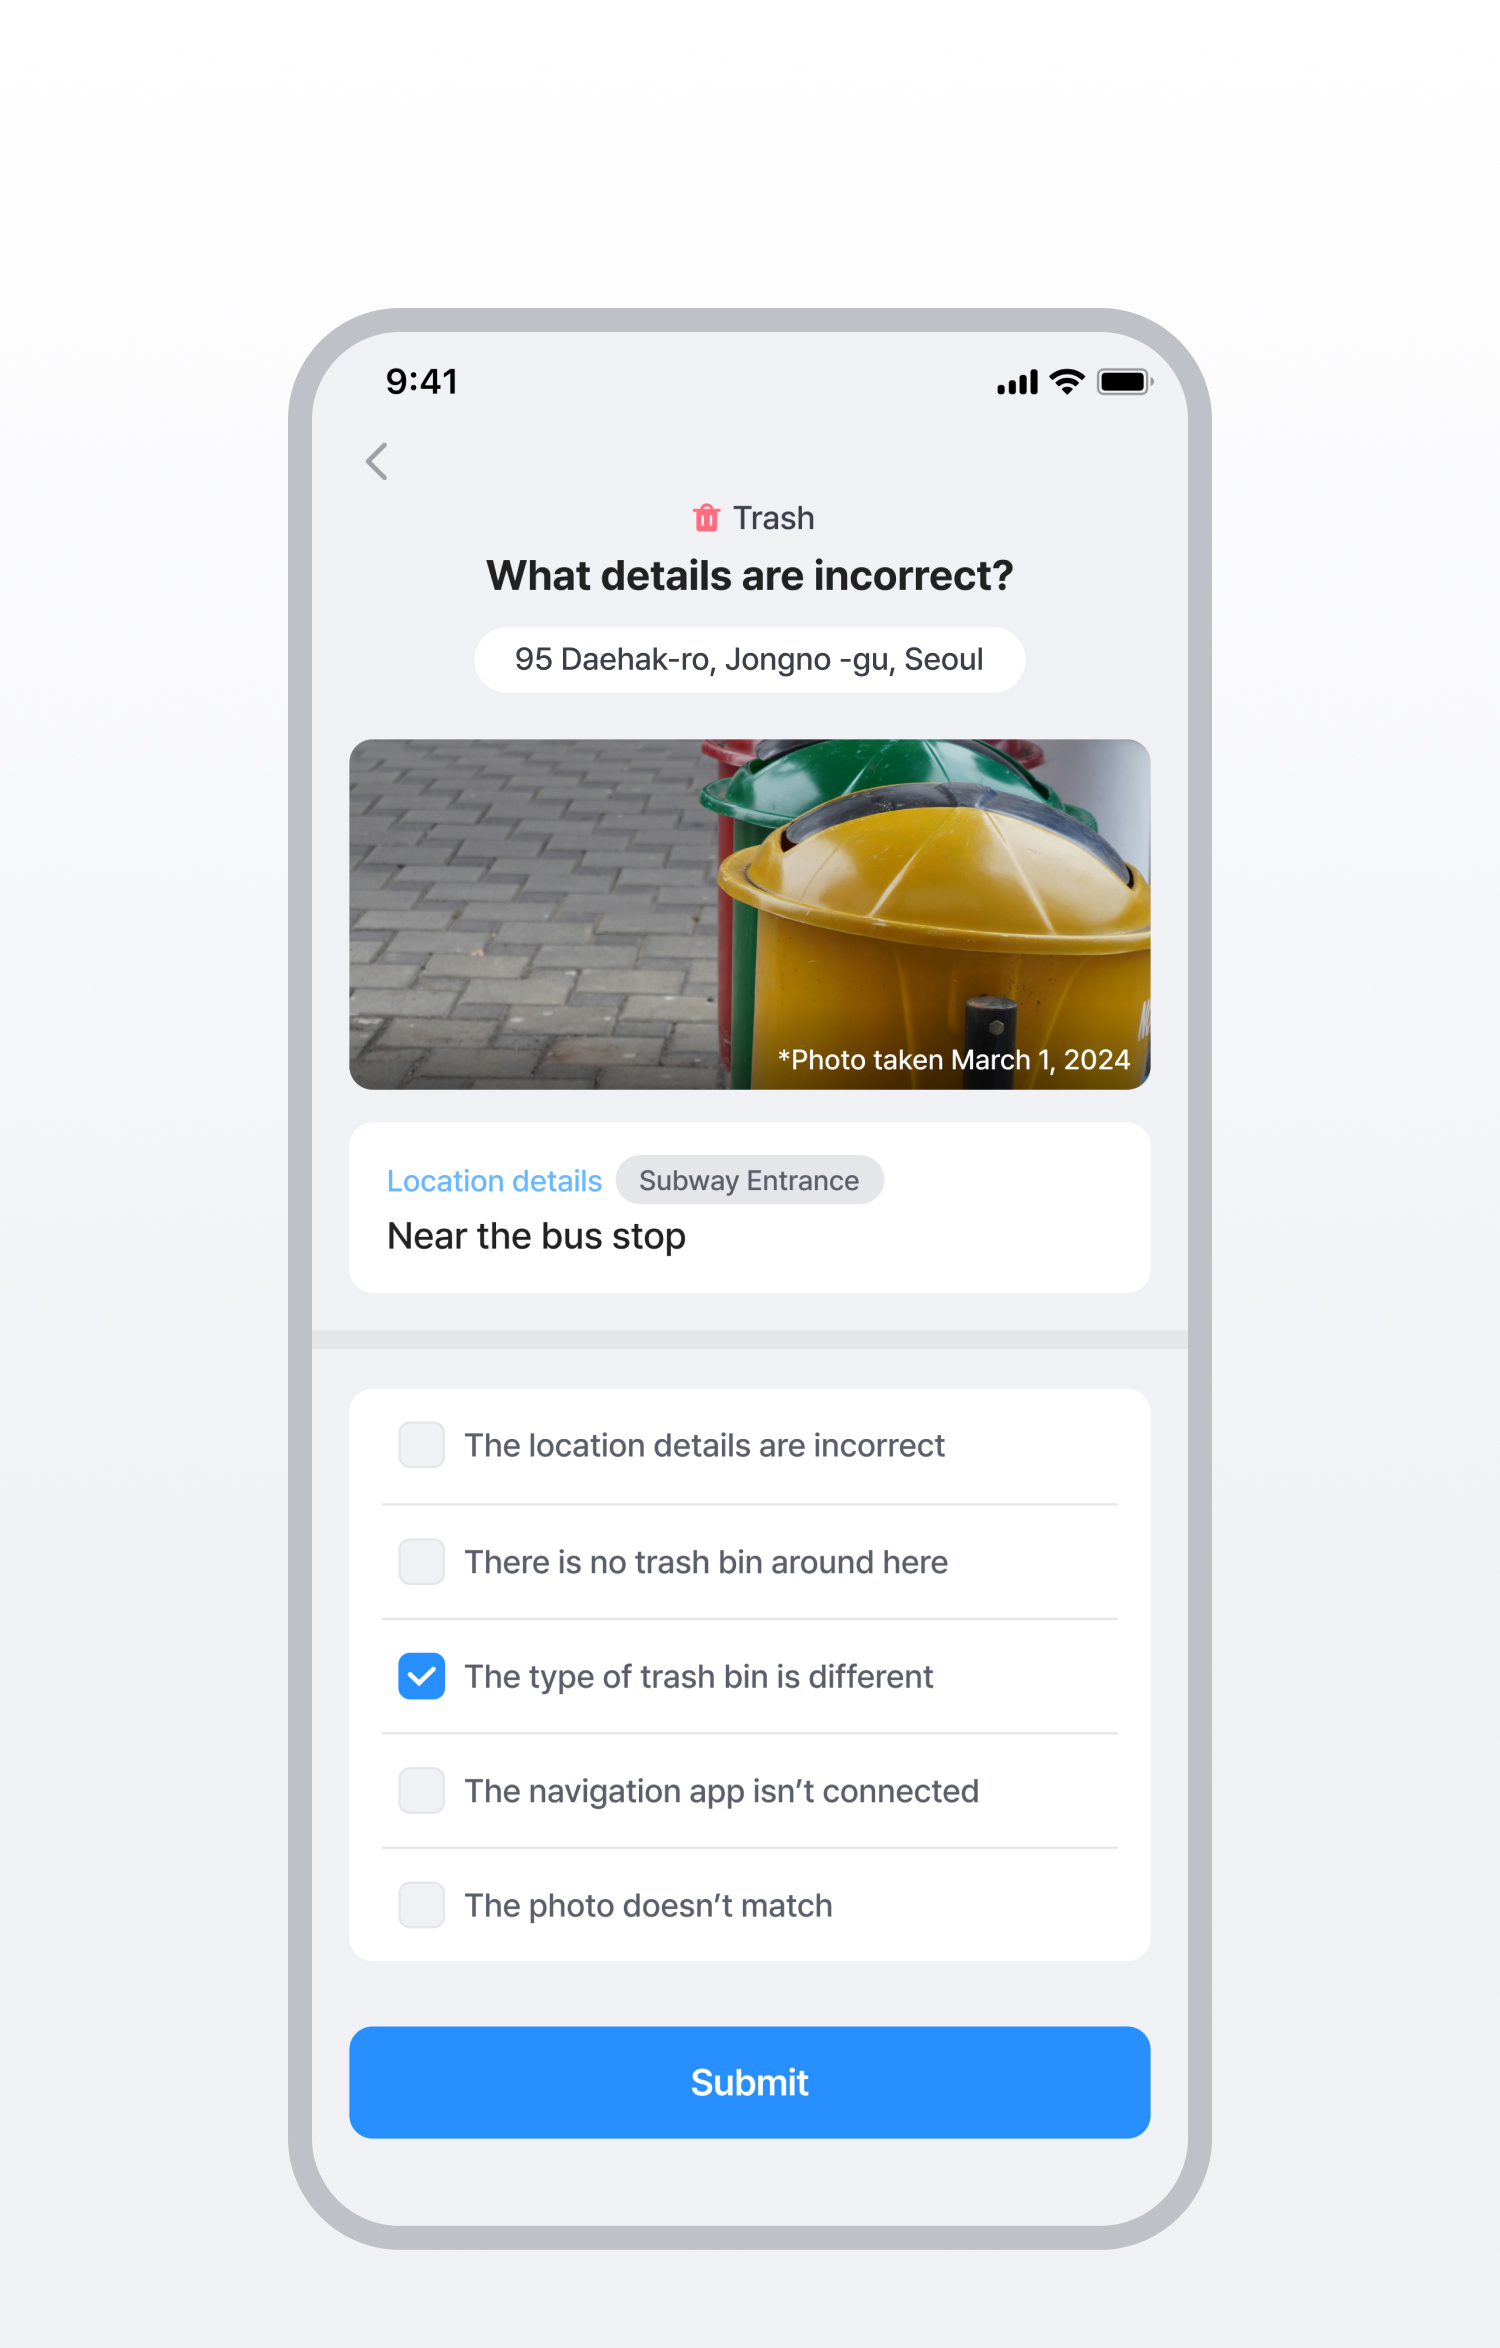 9:41
Trash
What details are incorrect?
95 Daehak-ro, Jongno -gu, Seoul
*Photo taken March 1, 2024
Location details Subway Entrance
Near the bus stop
The location details are incorrect
There is no trash bin around here
The type of trash bin is different
The navigation app isn’t connected
The photo doesn’t match
Submit